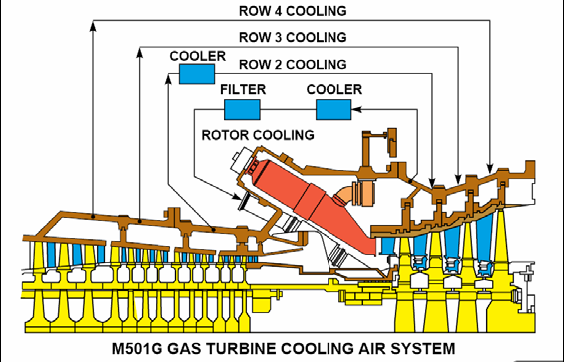 ROW 4 COOLING
ROW 3 COOLING
COOLER
ROW 2 COOLING
FILTER
COOLER
ROTOR COOLING
M501G GAS TURBINE COOLING AIR SYSTEM